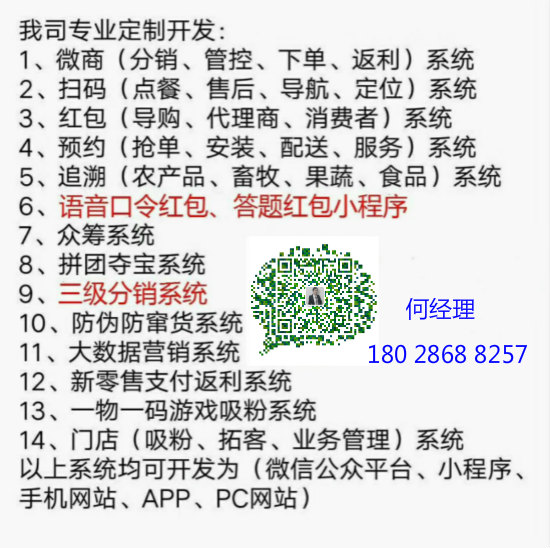 我司专业定制开发：
1、微商（分销、管控、下单、返利）系统
2、扫码（点餐、售后、导航、定位）系统
3、红包（导购、代理商、消费者）系统
4、预约（抢单、安装、配送、服务）系统
5、追溯（农产品、畜牧、果蔬、食品）系统
6、语音口令红包、答题红包小程序
7、众筹系统
8、拼团夺宝系统
9、三级分销系统
何经理
10、防伪防窜货系统
11、大数据营销系统
180 2868 8257
12、新零售支付返利系统
13、一物一码游戏吸粉系统
14、门店（吸粉、拓客、业务管理）系统
以上系统均可开发为（微信公众平台、小程序、
手机网站、APP、PC网站）